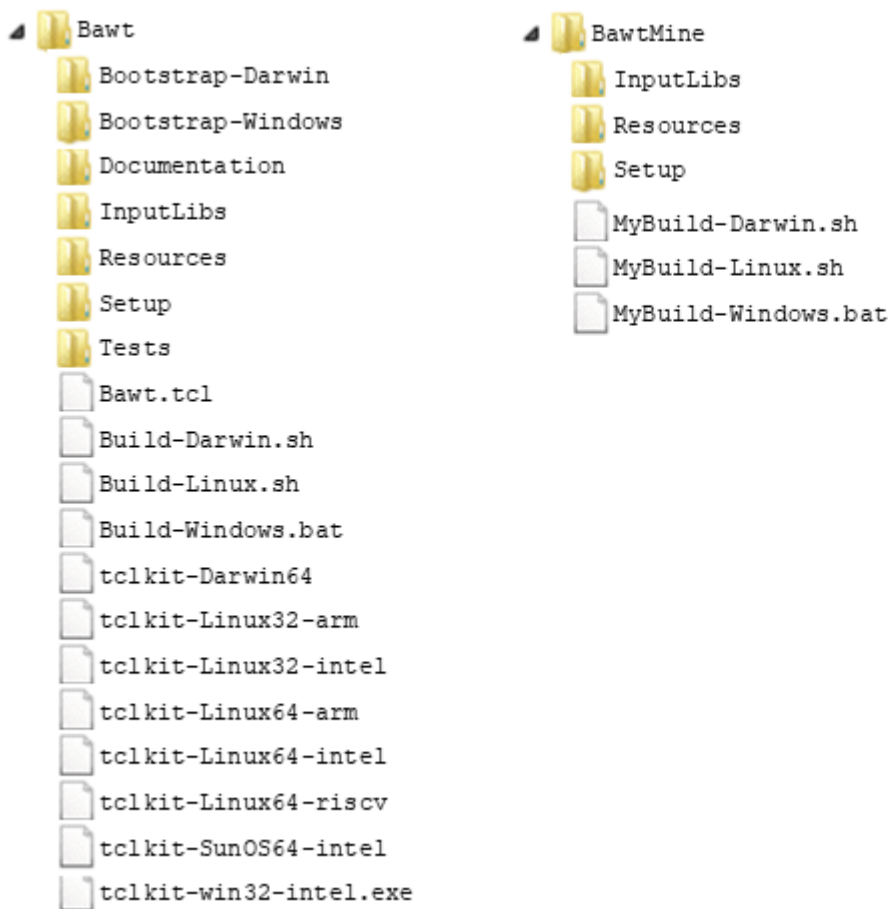 Bawt
Bootstrap-Darwin
Bootstrap-Windows
Documentation
InputLibs
Resources
Setup
Tests
Bawt.tcl
Build-Darwin.sh
Build-Linux.sh
Build-Windows.bat
tclkit-Darwin64
tclkit-Linux32-arm
tclkit-Linux32-intel
tclkit-Linux64-arm
tclkit-Linux64-intel
tclkit-Linux64-riscv
tclkit-SunOS64-intel
tclkit-win32-intel.exe
BawtMine
InputLibs
Resources
Setup
MyBuild-Darwin.sh
MyBuild-Linux.sh
MyBuild-Windows.bat